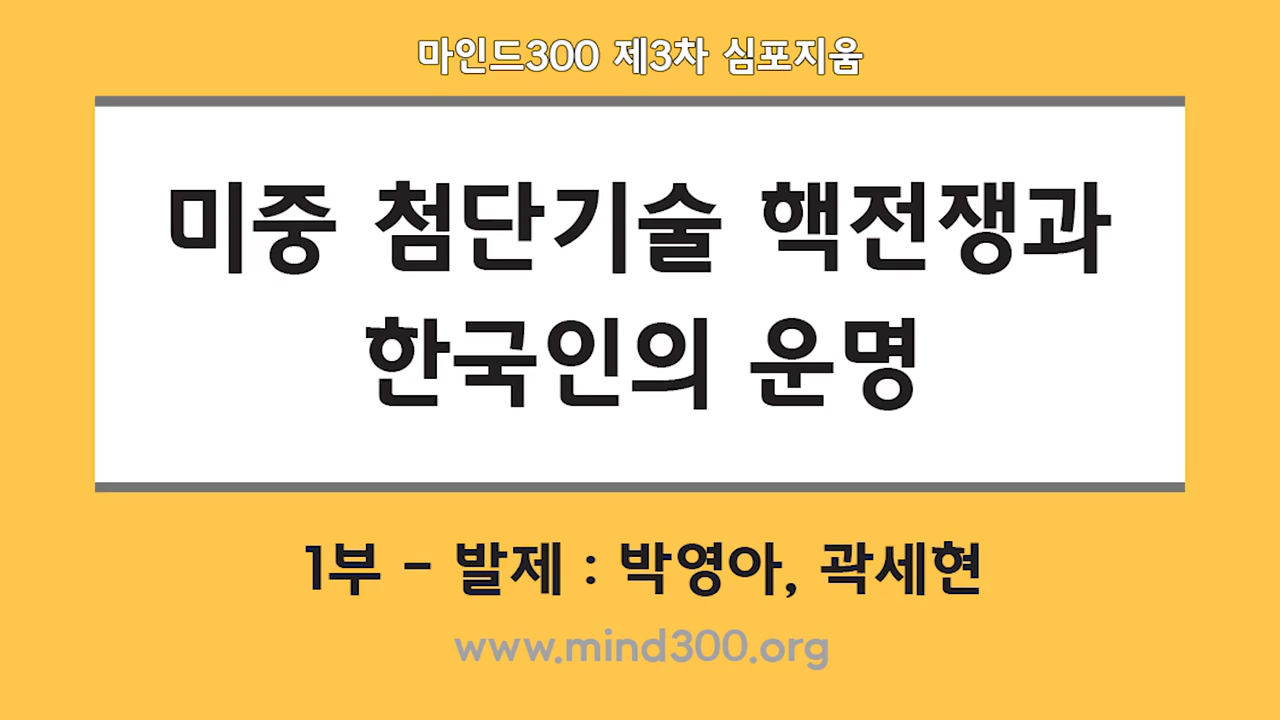 마인드300 제3차 심포지움
미중 첨단기술 핵전쟁과
한국인의 운명
1부 - 발제 : 박영아, 곽세현
www.mind300.org